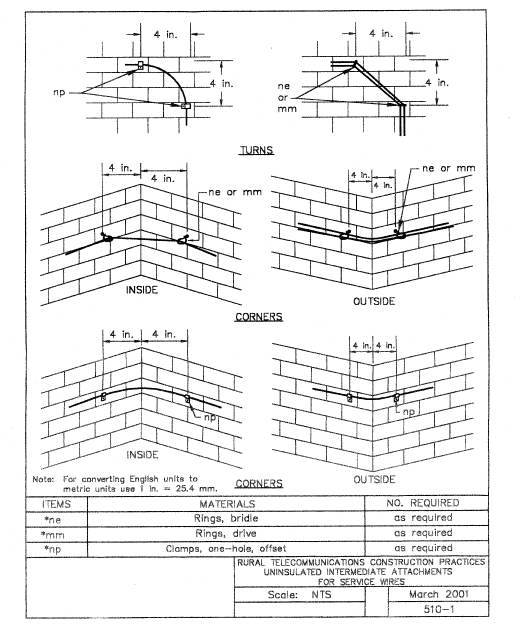 4 in. 4 in.
4 in. 4 in.
np ne
or
mm
TURNS
4 in. 4 in. 4 in. 4 in.
ne or mm ne or mm
INSIDE OUTSIDE
CORNERS
4 in. 4 in. 4 in. 4 in.
np np
INSIDE OUTSIDE
Note: For converting English units to
metric units use 1 in. = 25.4 mm.
CORNERS
ITEMS MATERIALS NO. REQUIRED
*ne Rings, bridle as required
*mm Rings, drive as required
*np Clamps, one-hole, offset as required
RURAL TELECOMMUNICATIONS CONSTRUCTION PRACTICES
UNINSULATED INTERMEDIATE ATTACHMENTS
FOR SERVICE WIRES
Scale: NTS March 2001
510-1